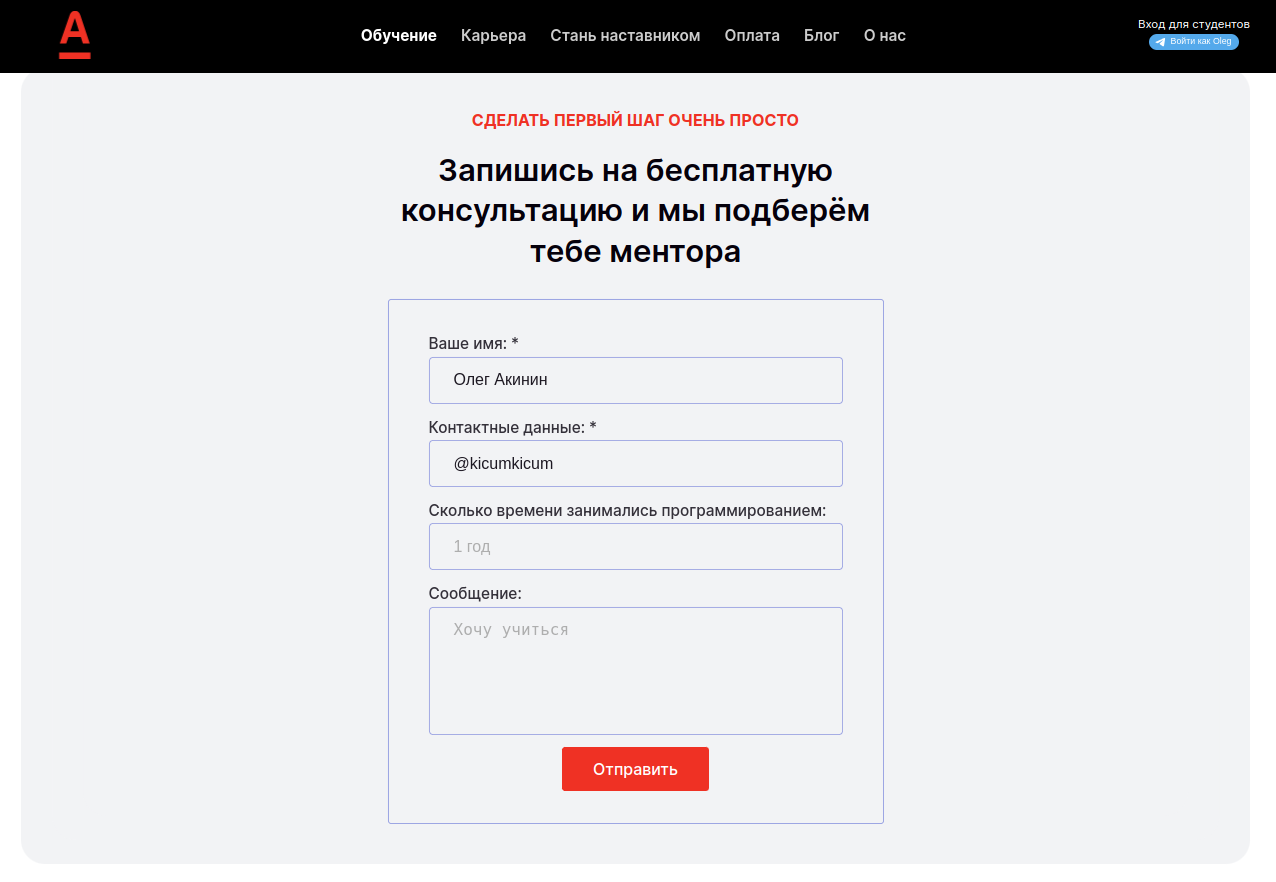 А
Обучение
Карьера
Стань наставником
Оплата
Блог
О нас
Вход для студентов
Войти как Oleg
СДЕЛАТЬ ПЕРВЫЙ ШАГ ОЧЕНЬ ПРОСТО
Запишись на бесплатную
консультацию и мы подберём
тебе ментора
Ваше имя: *
Олег Акинин
Контактные данные: *
@kicumkicum
Сколько времени занимались программированием:
1 год
Сообщение:
Хочу учиться
Отправить